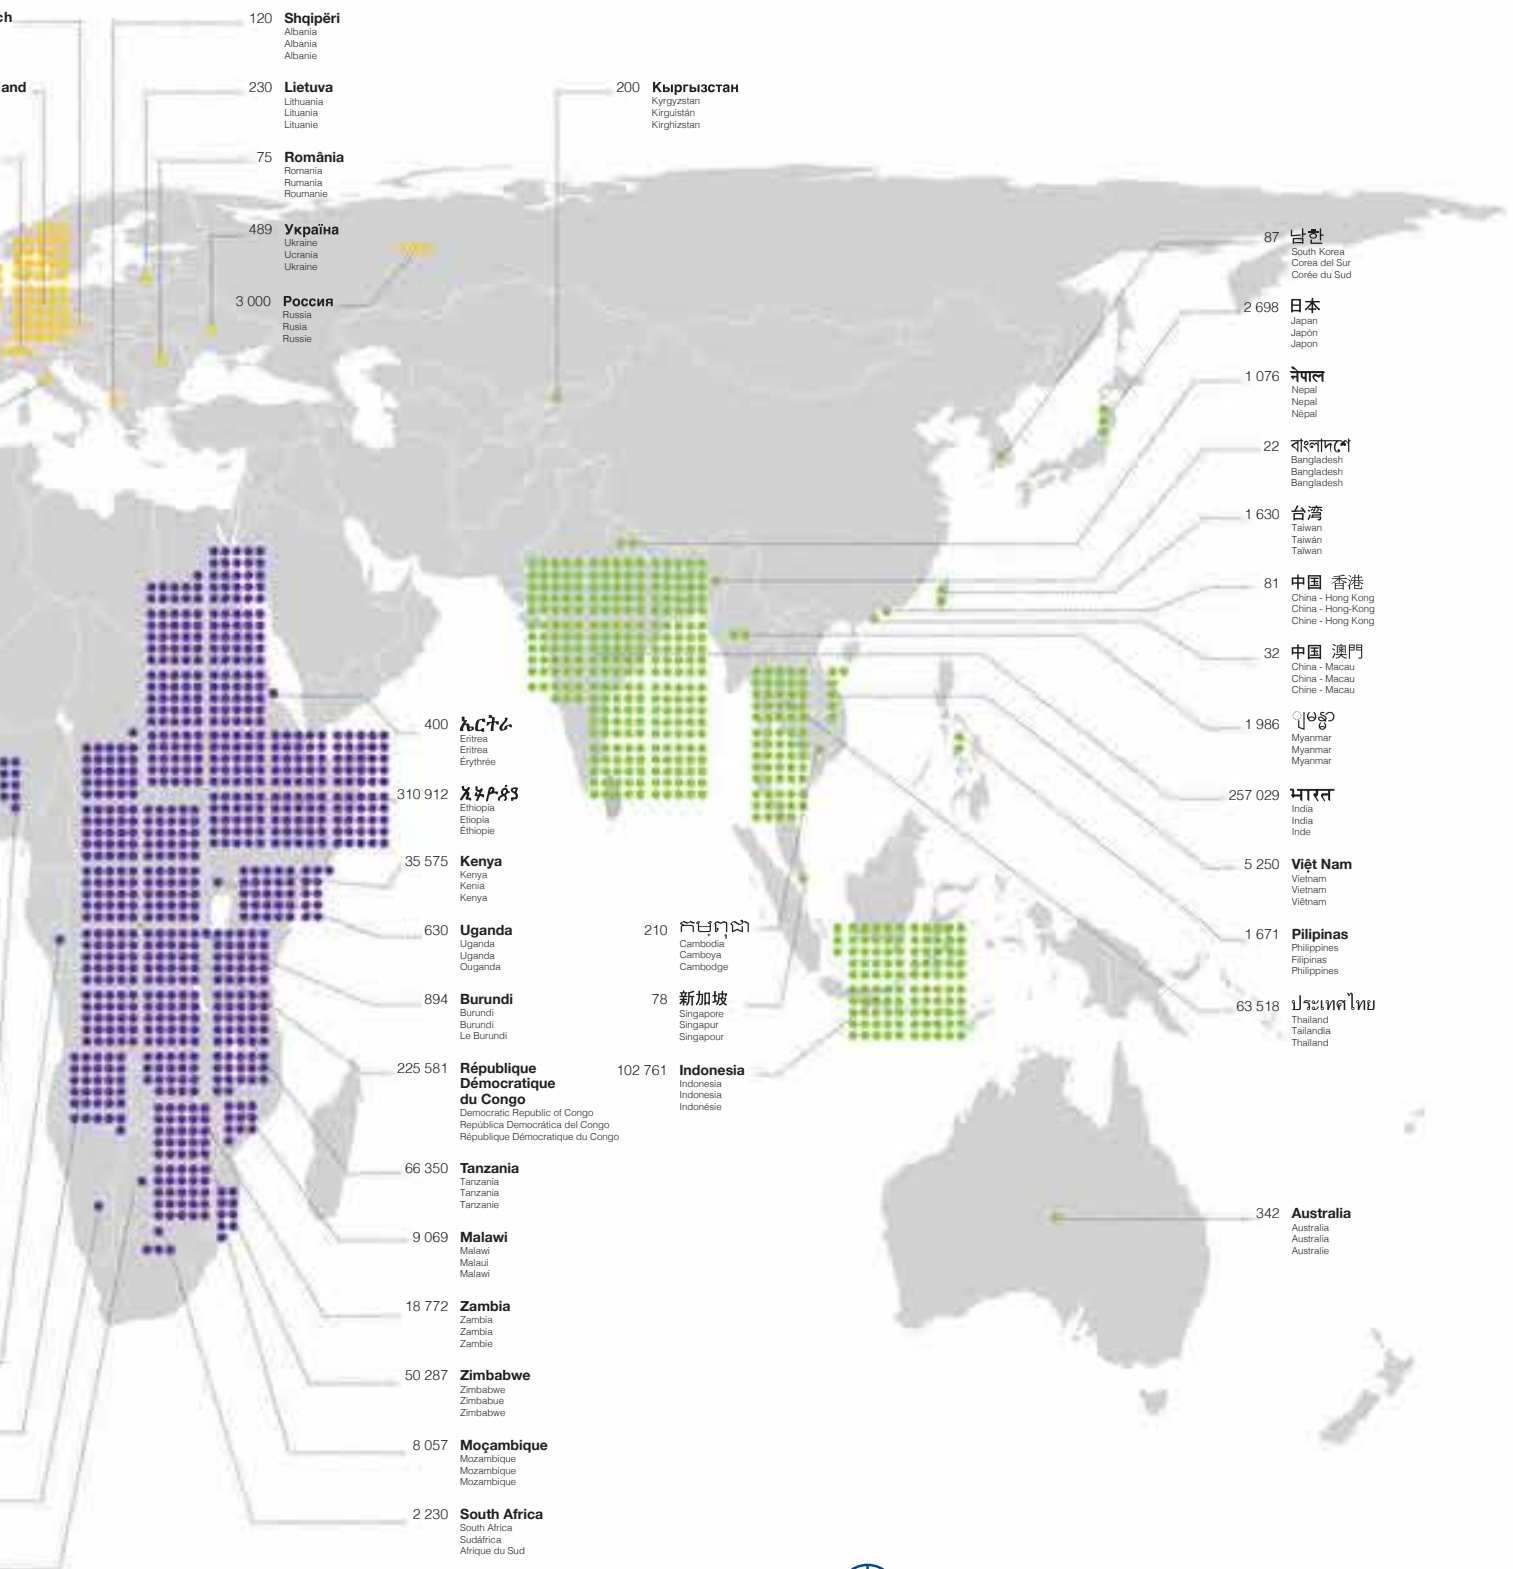 ch
and
120 Shqipëri
Albania
Albania
Albanie
230 Lietuva
Lithuania
Lituania
Lituanie
75 România
Romania
Rumania
Roumanie
489 Україна
Ukraine
Ucrania
Ukraine
3 000 Россия
Russia
Rusia
Russie
200 Кыргызстан
Kyrgyzstan
Kirguistán
Kirghizstan
400 ኤርትራ
Eritrea
Eritrea
Érythrée
310 912 ኢትዮጵያ
Ethiopia
Etiopía
Éthiopie
35 575 Kenya
Kenya
Kenia
Kenya
630 Uganda
Uganda
Uganda
Ouganda
894 Burundi
Burundi
Burundi
Le Burundi
225 581 République
Démocratique
du Congo
Democratic Republic of Congo
República Democrática del Congo
République Démocratique du Congo
66 350 Tanzania
Tanzania
Tanzania
Tanzanie
9 069 Malawi
Malawi
Malaui
Malawi
18 772 Zambia
Zambia
Zambia
Zambie
50 287 Zimbabwe
Zimbabwe
Zimbabue
Zimbabwe
8 057 Moçambique
Mozambique
Mozambique
Mozambique
2 230 South Africa
South Africa
Sudáfrica
Afrique du Sud
210 កម្ពុជា
Cambodia
Camboya
Cambodge
78 新加坡
Singapore
Singapur
Singapour
102 761 Indonesia
Indonesia
Indonesia
Indonésie
87 남한
South Korea
Corea del Sur
Corée du Sud
2 698 日本
Japan
Japón
Japon
1 076 नेपाल
Nepal
Nepal
Népal
22 বাংলাদশে
Bangladesh
Bangladesh
Bangladesh
1 630 台湾
Taiwan
Taiwán
Taïwan
81 中国 香港
China - Hong Kong
China - Hong-Kong
Chine - Hong Kong
32 中国 澳門
China - Macau
China - Macau
Chine - Macau
1 986
Myanmar
Myanmar
Myanmar
257 029 भारत
India
India
Inde
5 250 Việt Nam
Vietnam
Vietnam
Viêtnam
1 671 Pilipinas
Philippines
Filipinas
Philippines
63 518 ประเทศไทย
Thailand
Tailandia
Thaïland
342 Australia
Australia
Australia
Australie